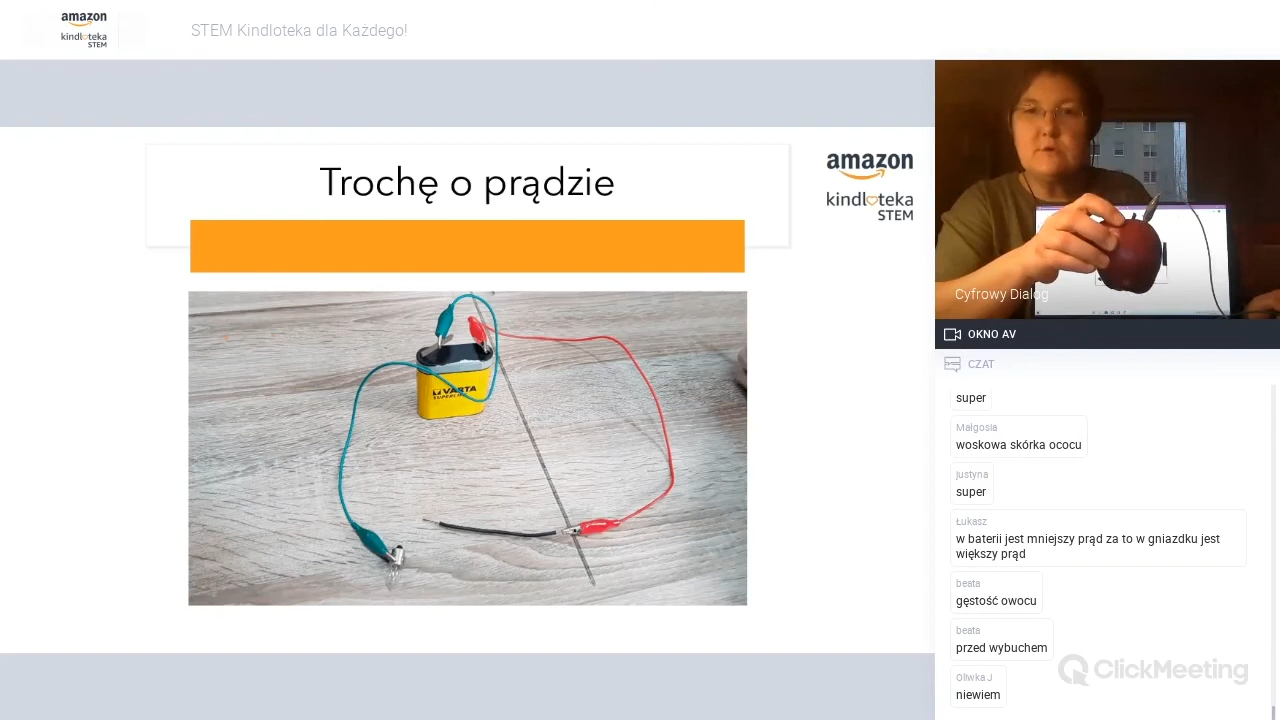 amazon
kindloteka
STEM
STEM Kindloteka dla Każdego!
Trochę o prądzie
amazon
kindloteka
STEM
VARTA
SUPERLIFE
Cyfrowy Dialog
OKNO AV
CZAT
super
Małgosia
woskowa skórka ococu
justyna
super
Łukasz
w baterii jest mniejszy prąd za to w gniazdku jest
większy prąd
beata
gęstość owocu
beata
przed wybuchem
Oliwka J
niewiem
ClickMeeting